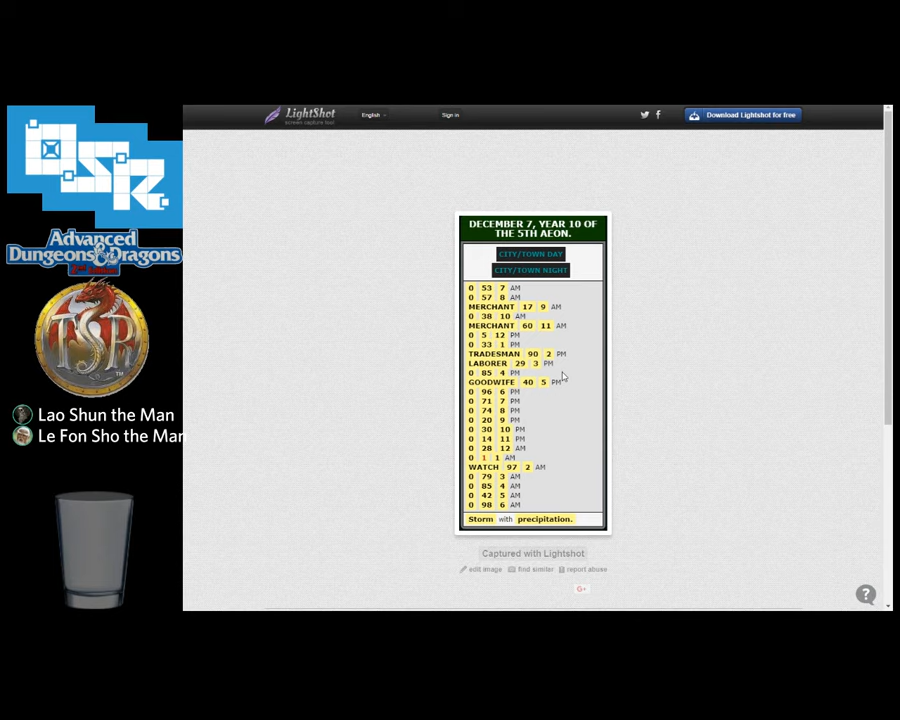 LightShot
screen capture tool
English
Sign in
Download Lightshot for free
OSR
Advanced
Dungeons & Dragons
2nd Edition
TSR
TM
Lao Shun the Man
Le Fon Sho the Man
DECEMBER 7, YEAR 10 OF
THE 5TH AEON.
CITY/TOWN DAY
CITY/TOWN NIGHT
0 53 7 AM
0 57 8 AM
MERCHANT 17 9 AM
0 38 10 AM
MERCHANT 60 11 AM
0 5 12 PM
0 33 1 PM
TRADESMAN 90 2 PM
LABORER 29 3 PM
0 85 4 PM
GOODWIFE 40 5 PM
0 96 6 PM
0 71 7 PM
0 74 8 PM
0 20 9 PM
0 30 10 PM
0 14 11 PM
0 28 12 AM
0 1 1 AM
WATCH 97 2 AM
0 79 3 AM
0 85 4 AM
0 42 5 AM
0 98 6 AM
Storm with precipitation.
Captured with Lightshot
edit image find similar report abuse
G+
?